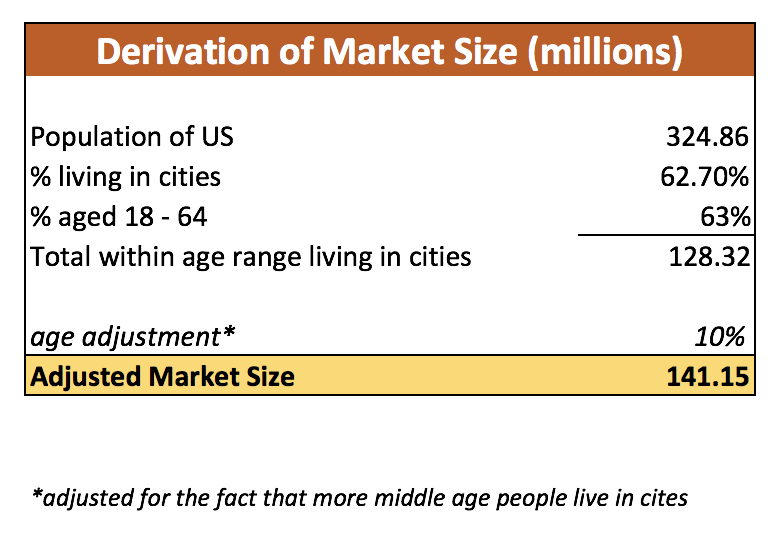 Derivation of Market Size (millions)
Population of US 324.86
% living in cities 62.70%
% aged 18 - 64 63%
Total within age range living in cities 128.32
age adjustment* 10%
Adjusted Market Size 141.15
*adjusted for the fact that more middle age people live in cites